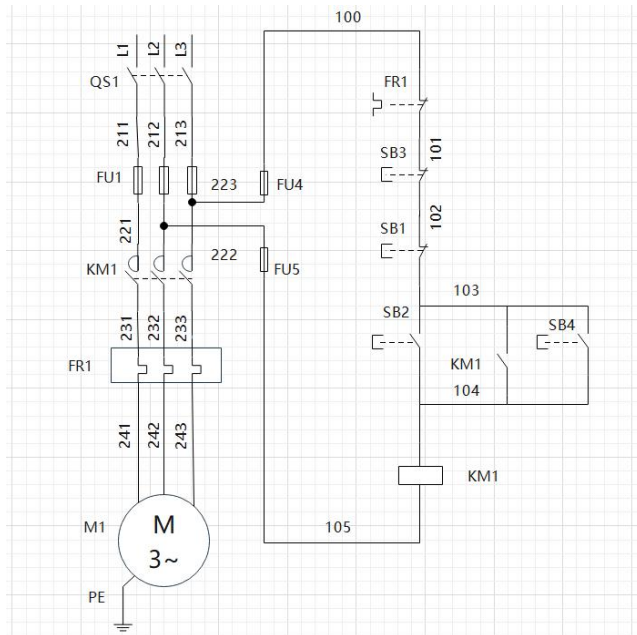 100
L1
L2
L3
QS1
FR1
211
212
213
101
SB3
FU1
223
FU4
102
221
SB1
222
KM1
FU5
103
231
232
233
SB2
SB4
FR1
KM1
104
241
242
243
KM1
M1
M
3~
105
PE